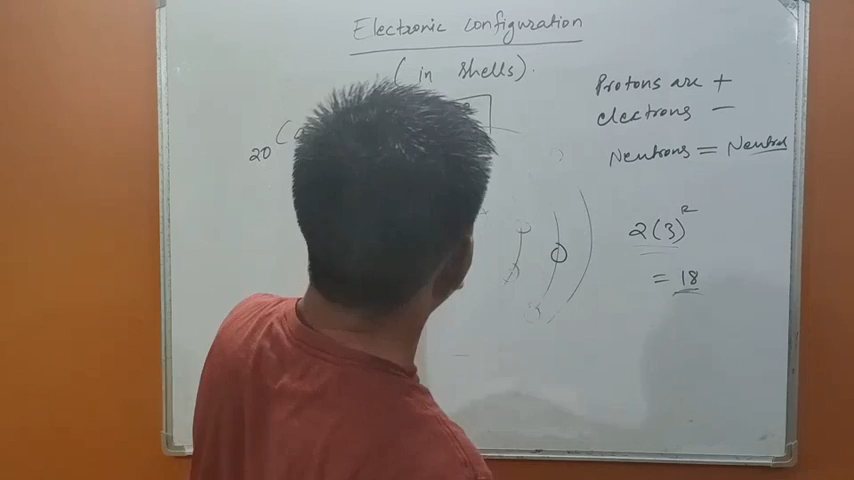 Electronic configuration
(in shells).
Protons are +
electrons -
Neutrons = Neutral
20
2(3)²
= 18